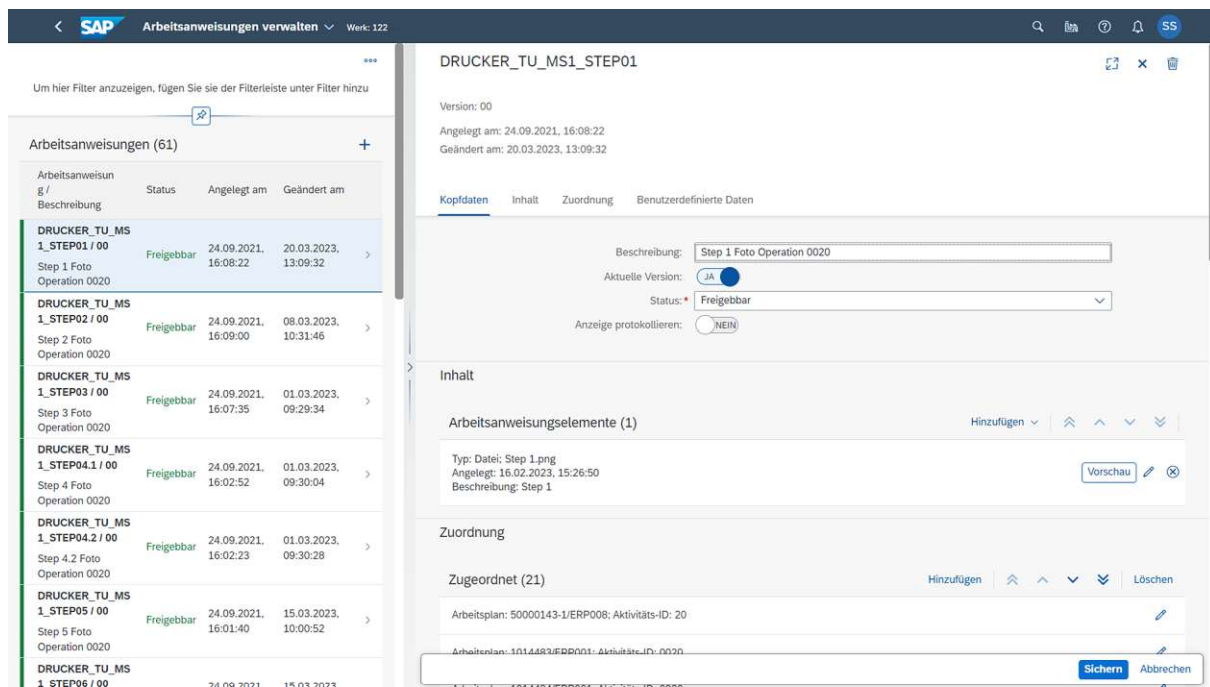 SAP Arbeitsanweisungen verwalten Werk: 122 SS
Um hier Filter anzuzeigen, fügen Sie sie der Filterleiste unter Filter hinzu
Arbeitsanweisungen (61)
Arbeitsanweisun
g /
Beschreibung
Status
Angelegt am
Geändert am
DRUCKER_TU_MS
1_STEP01 / 00
Step 1 Foto
Operation 0020
Freigebbar
24.09.2021,
16:08:22
20.03.2023,
13:09:32
DRUCKER_TU_MS
1_STEP02 / 00
Step 2 Foto
Operation 0020
Freigebbar
24.09.2021,
16:09:00
08.03.2023,
10:31:46
DRUCKER_TU_MS
1_STEP03 / 00
Step 3 Foto
Operation 0020
Freigebbar
24.09.2021,
16:07:35
01.03.2023,
09:29:34
DRUCKER_TU_MS
1_STEP04.1 / 00
Step 4 Foto
Operation 0020
Freigebbar
24.09.2021,
16:02:52
01.03.2023,
09:30:04
DRUCKER_TU_MS
1_STEP04.2 / 00
Step 4.2 Foto
Operation 0020
Freigebbar
24.09.2021,
16:02:23
01.03.2023,
09:30:28
DRUCKER_TU_MS
1_STEP05 / 00
Step 5 Foto
Operation 0020
Freigebbar
24.09.2021,
16:01:40
15.03.2023,
10:00:52
DRUCKER_TU_MS
1_STEP06 / 00
24.09.2021
15.03.2023
DRUCKER_TU_MS1_STEP01
Version: 00
Angelegt am: 24.09.2021, 16:08:22
Geändert am: 20.03.2023, 13:09:32
Kopfdaten Inhalt Zuordnung Benutzerdefinierte Daten
Beschreibung: Step 1 Foto Operation 0020
Aktuelle Version: JA
Status:* Freigebbar
Anzeige protokollieren: NEIN
Inhalt
Arbeitsanweisungselemente (1) Hinzufügen
Typ: Datei; Step 1.png
Angelegt: 16.02.2023, 15:26:50
Beschreibung: Step 1
Vorschau
Zuordnung
Zugeordnet (21) Hinzufügen Löschen
Arbeitsplan: 50000143-1/ERP008; Aktivitäts-ID: 20
Arbeitsplan: 1014483/ERP001; Aktivitäts-ID: 0020
Sichern Abbrechen